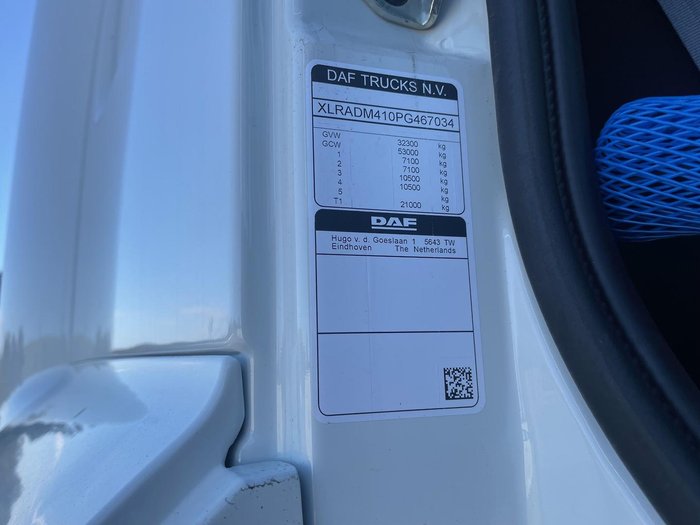 DAF TRUCKS N.V.
XLRADM410PG467034
GVW 32300 kg
GCW 53000 kg
1 7100 kg
2 7100 kg
3 10500 kg
4 10500 kg
5
T1 21000 kg
DAF
Hugo v. d. Goeslaan 1 5643 TW
Eindhoven The Netherlands